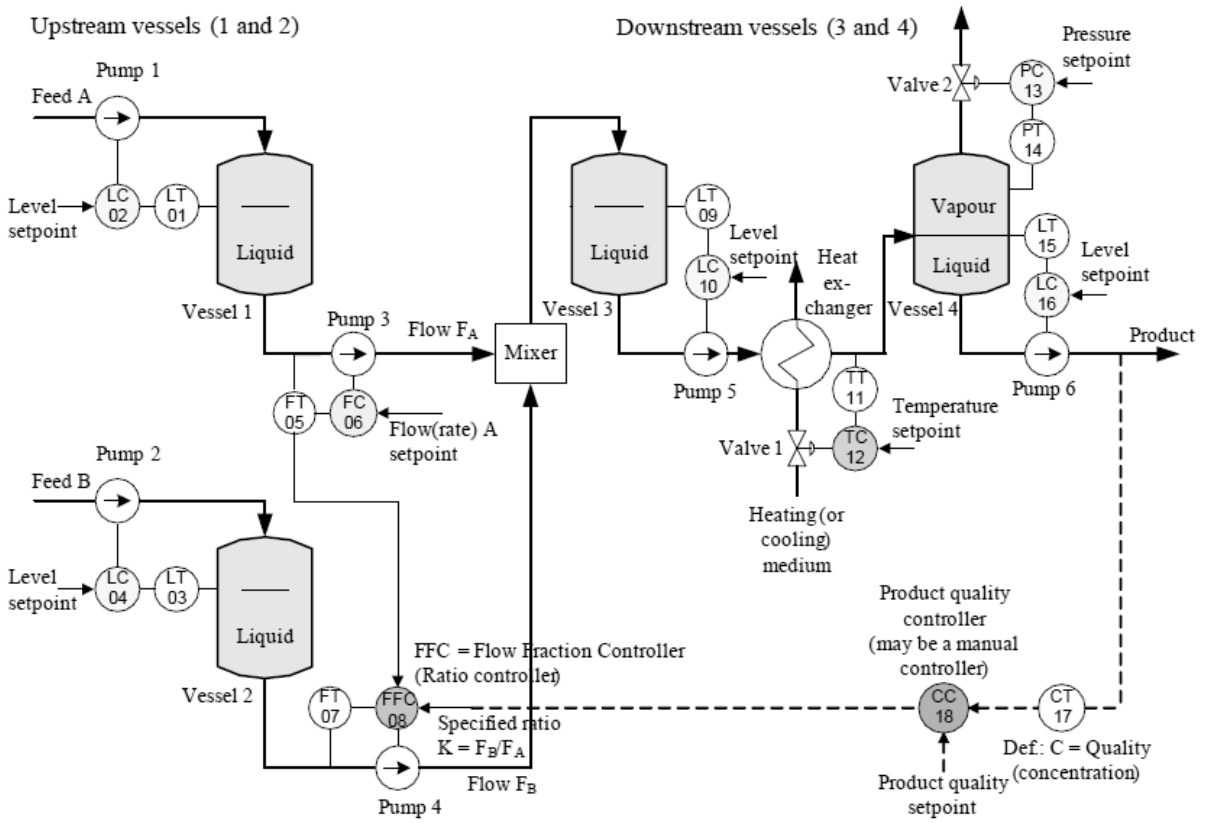 Upstream vessels (1 and 2)
Downstream vessels (3 and 4)
Pump 1
Feed A
LC
02
LT
01
Level
setpoint
Liquid
Vessel 1
Pump 3
Flow FA
FT
05
FC
06
Flow(rate) A
setpoint
Mixer
Pump 2
Feed B
LC
04
LT
03
Level
setpoint
Liquid
Vessel 2
FT
07
FFC = Flow Fraction Controller
(Ratio controller)
FFC
08
Specified ratio
K = FB/FA
Flow FB
Pump 4
Liquid
Vessel 3
LT
09
LC
10
Level
setpoint
Pump 5
Heat
ex-
changer
TT
11
TC
12
Temperature
setpoint
Valve 1
Heating (or
cooling)
medium
Valve 2
PC
13
Pressure
setpoint
PT
14
Vapour
Liquid
Vessel 4
LT
15
LC
16
Level
setpoint
Pump 6
Product
Product quality
controller
(may be a manual
controller)
CC
18
CT
17
Def.: C = Quality
(concentration)
Product quality
setpoint